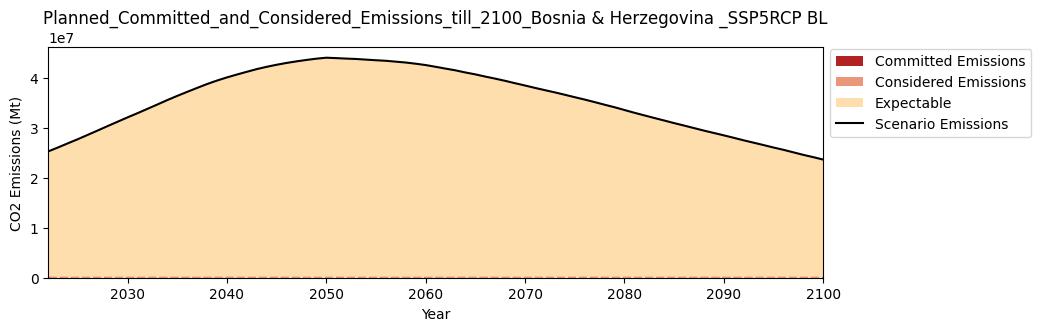 Planned_Committed_and_Considered_Emissions_till_2100_Bosnia & Herzegovina _SSP5RCP BL
1e7
Committed Emissions
Considered Emissions
Expectable
Scenario Emissions
CO2 Emissions (Mt)
4
3
2
1
0
2030 2040 2050 2060 2070 2080 2090 2100
Year